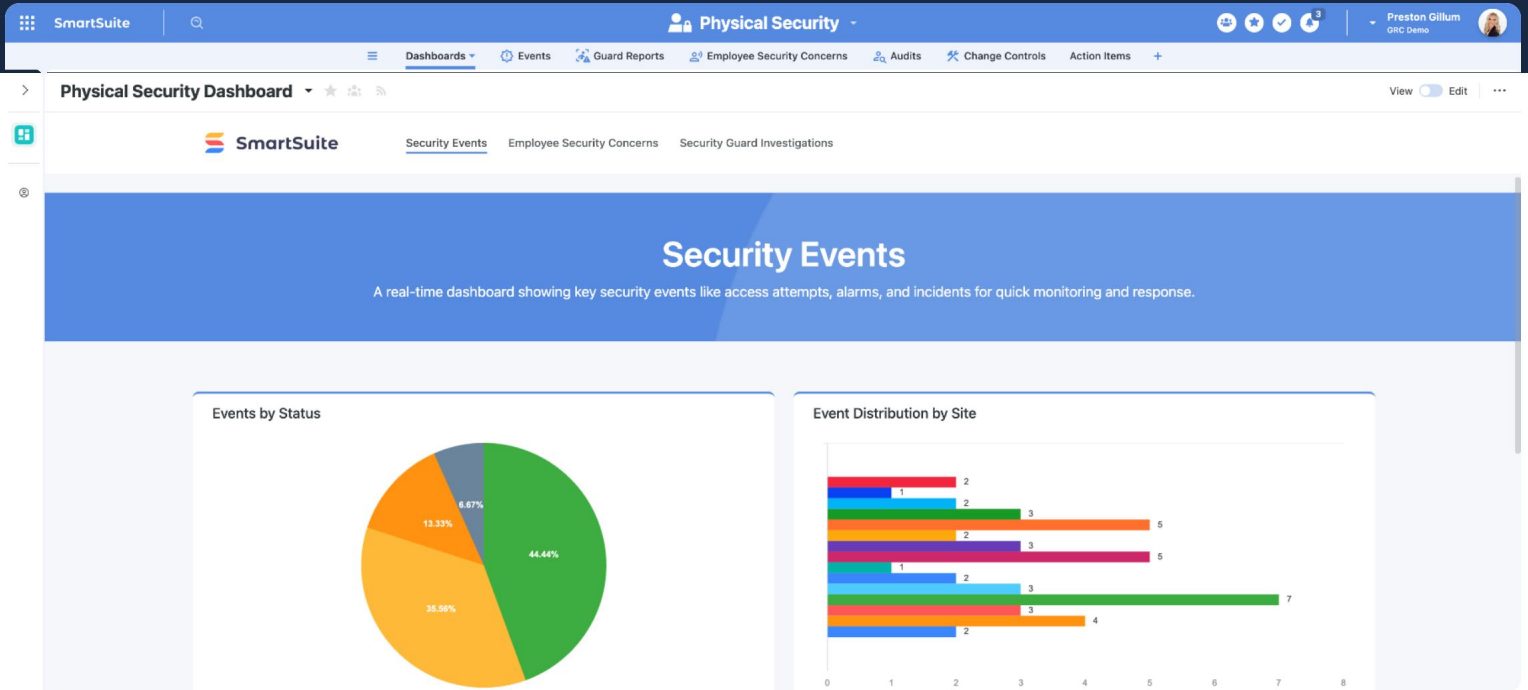 SmartSuite
Physical Security
3
Preston Gillum
GRC Demo
Dashboards
Events
Guard Reports
Employee Security Concerns
Audits
Change Controls
Action Items
Physical Security Dashboard
View
Edit
SmartSuite
Security Events
Employee Security Concerns
Security Guard Investigations
Security Events
A real-time dashboard showing key security events like access attempts, alarms, and incidents for quick monitoring and response.
Events by Status
6.67%
13.33%
44.44%
35.56%
Event Distribution by Site
2
1
2
3
5
2
3
5
1
2
3
7
3
4
2
0 1 2 3 4 5 6 7 8